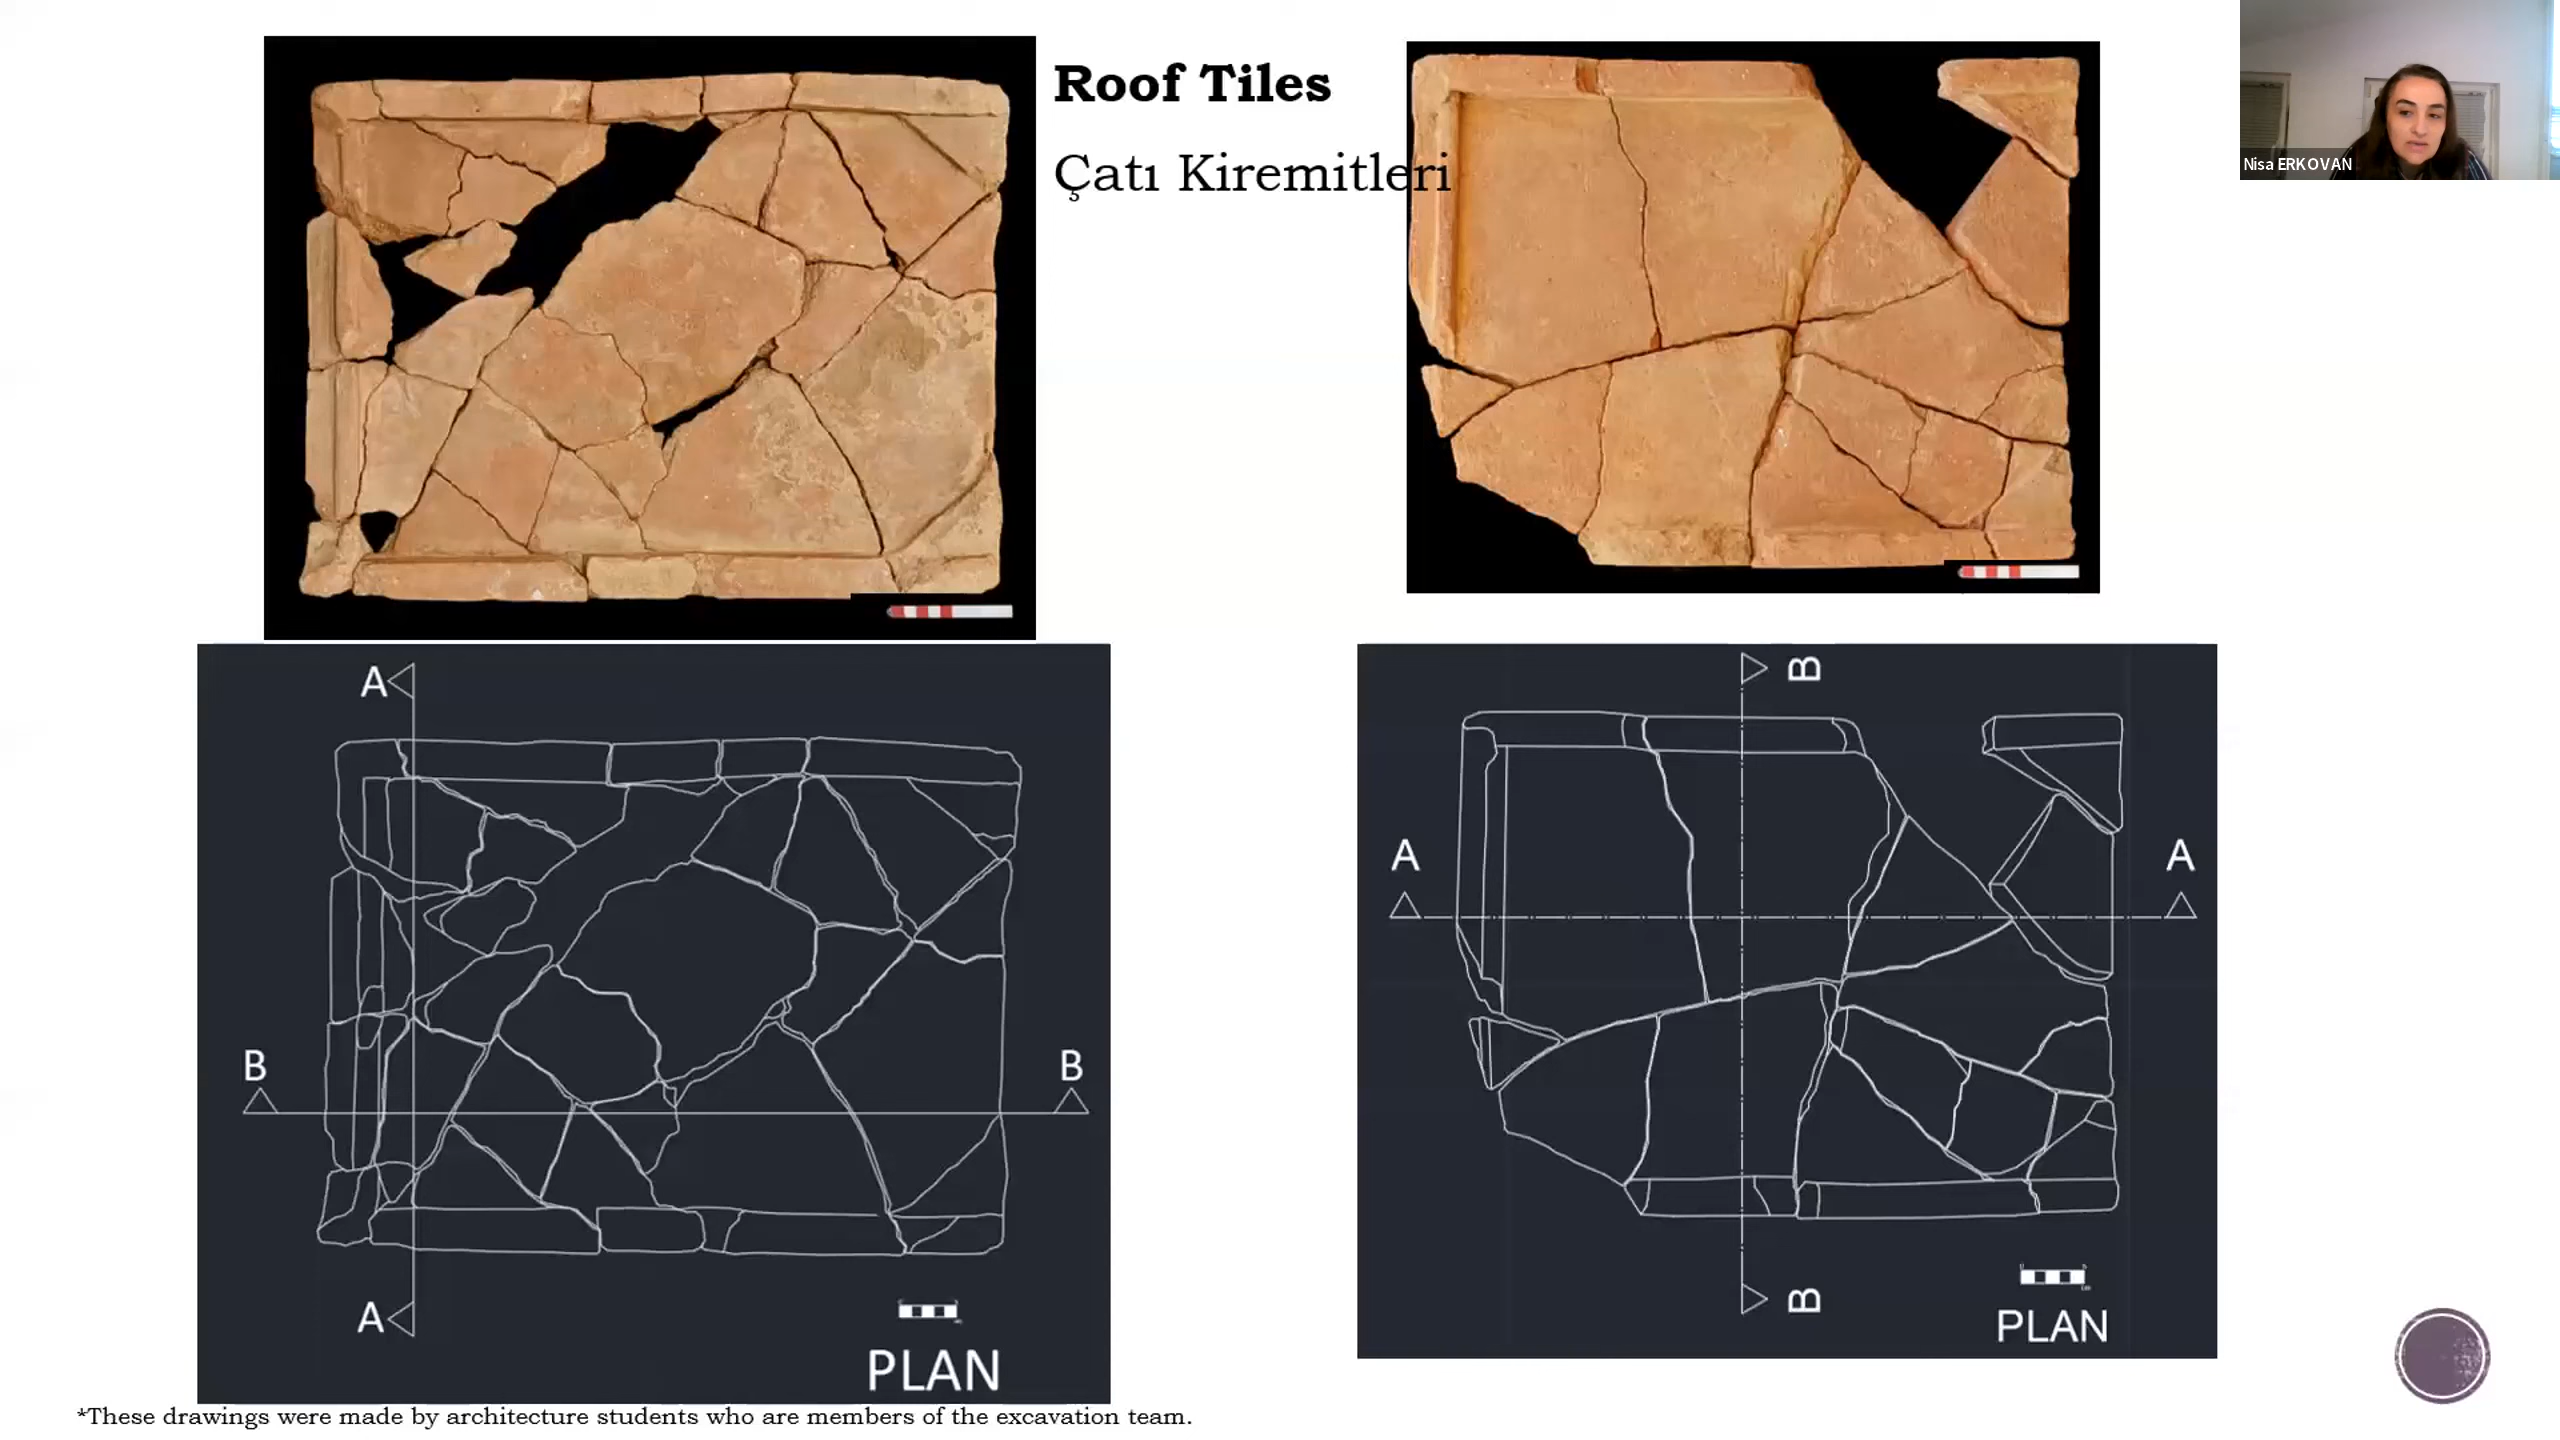 Roof Tiles
Çatı Kiremitleri
Nisa ERKOVAN
A
B
B
A
PLAN
B
A
A
B
PLAN
*These drawings were made by architecture students who are members of the excavation team.